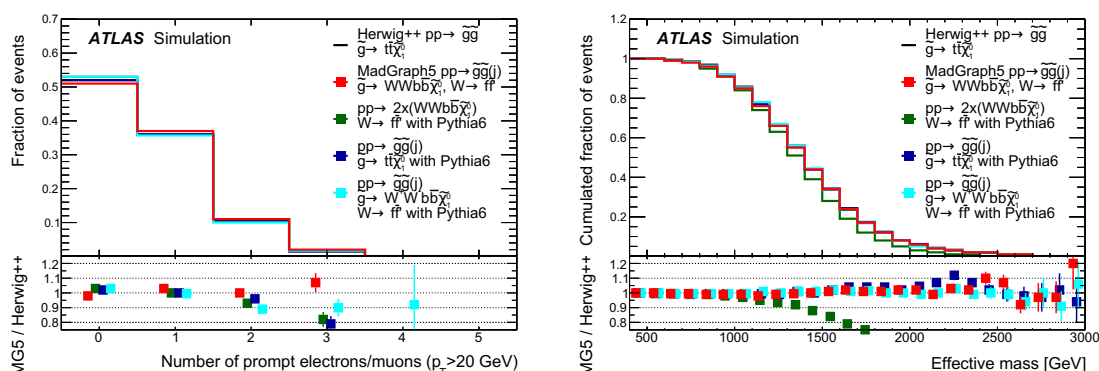 Fraction of events
0.7
0.6
0.5
0.4
0.3
0.2
0.1
ATLAS Simulation
Herwig++ pp→ g̃g̃
g̃→ tt̄χ̃⁰₁
MadGraph5 pp→ g̃g̃(j)
g̃→ WWbb̄χ̃⁰₁, W→ ff̄'
pp→ 2x(WWbb̄χ̃⁰₁)
W→ ff̄' with Pythia6
pp→ g̃g̃(j)
g̃→ tt̄χ̃⁰₁ with Pythia6
pp→ g̃g̃(j)
g̃→ W⁺W⁻bb̄χ̃⁰₁
W→ ff̄' with Pythia6
MG5 / Herwig++
1.2
1.1
1.0
0.9
0.8
0 1 2 3 4 5
Number of prompt electrons/muons (p_T>20 GeV)
Cumulated fraction of events
1.2
1
0.8
0.6
0.4
0.2
ATLAS Simulation
Herwig++ pp→ g̃g̃
g̃→ tt̄χ̃⁰₁
MadGraph5 pp→ g̃g̃(j)
g̃→ WWbb̄χ̃⁰₁, W→ ff̄'
pp→ 2x(WWbb̄χ̃⁰₁)
W→ ff̄' with Pythia6
pp→ g̃g̃(j)
g̃→ tt̄χ̃⁰₁ with Pythia6
pp→ g̃g̃(j)
g̃→ W⁺W⁻bb̄χ̃⁰₁
W→ ff̄' with Pythia6
MG5 / Herwig++
1.2
1.1
1.0
0.9
0.8
500 1000 1500 2000 2500 3000
Effective mass [GeV]